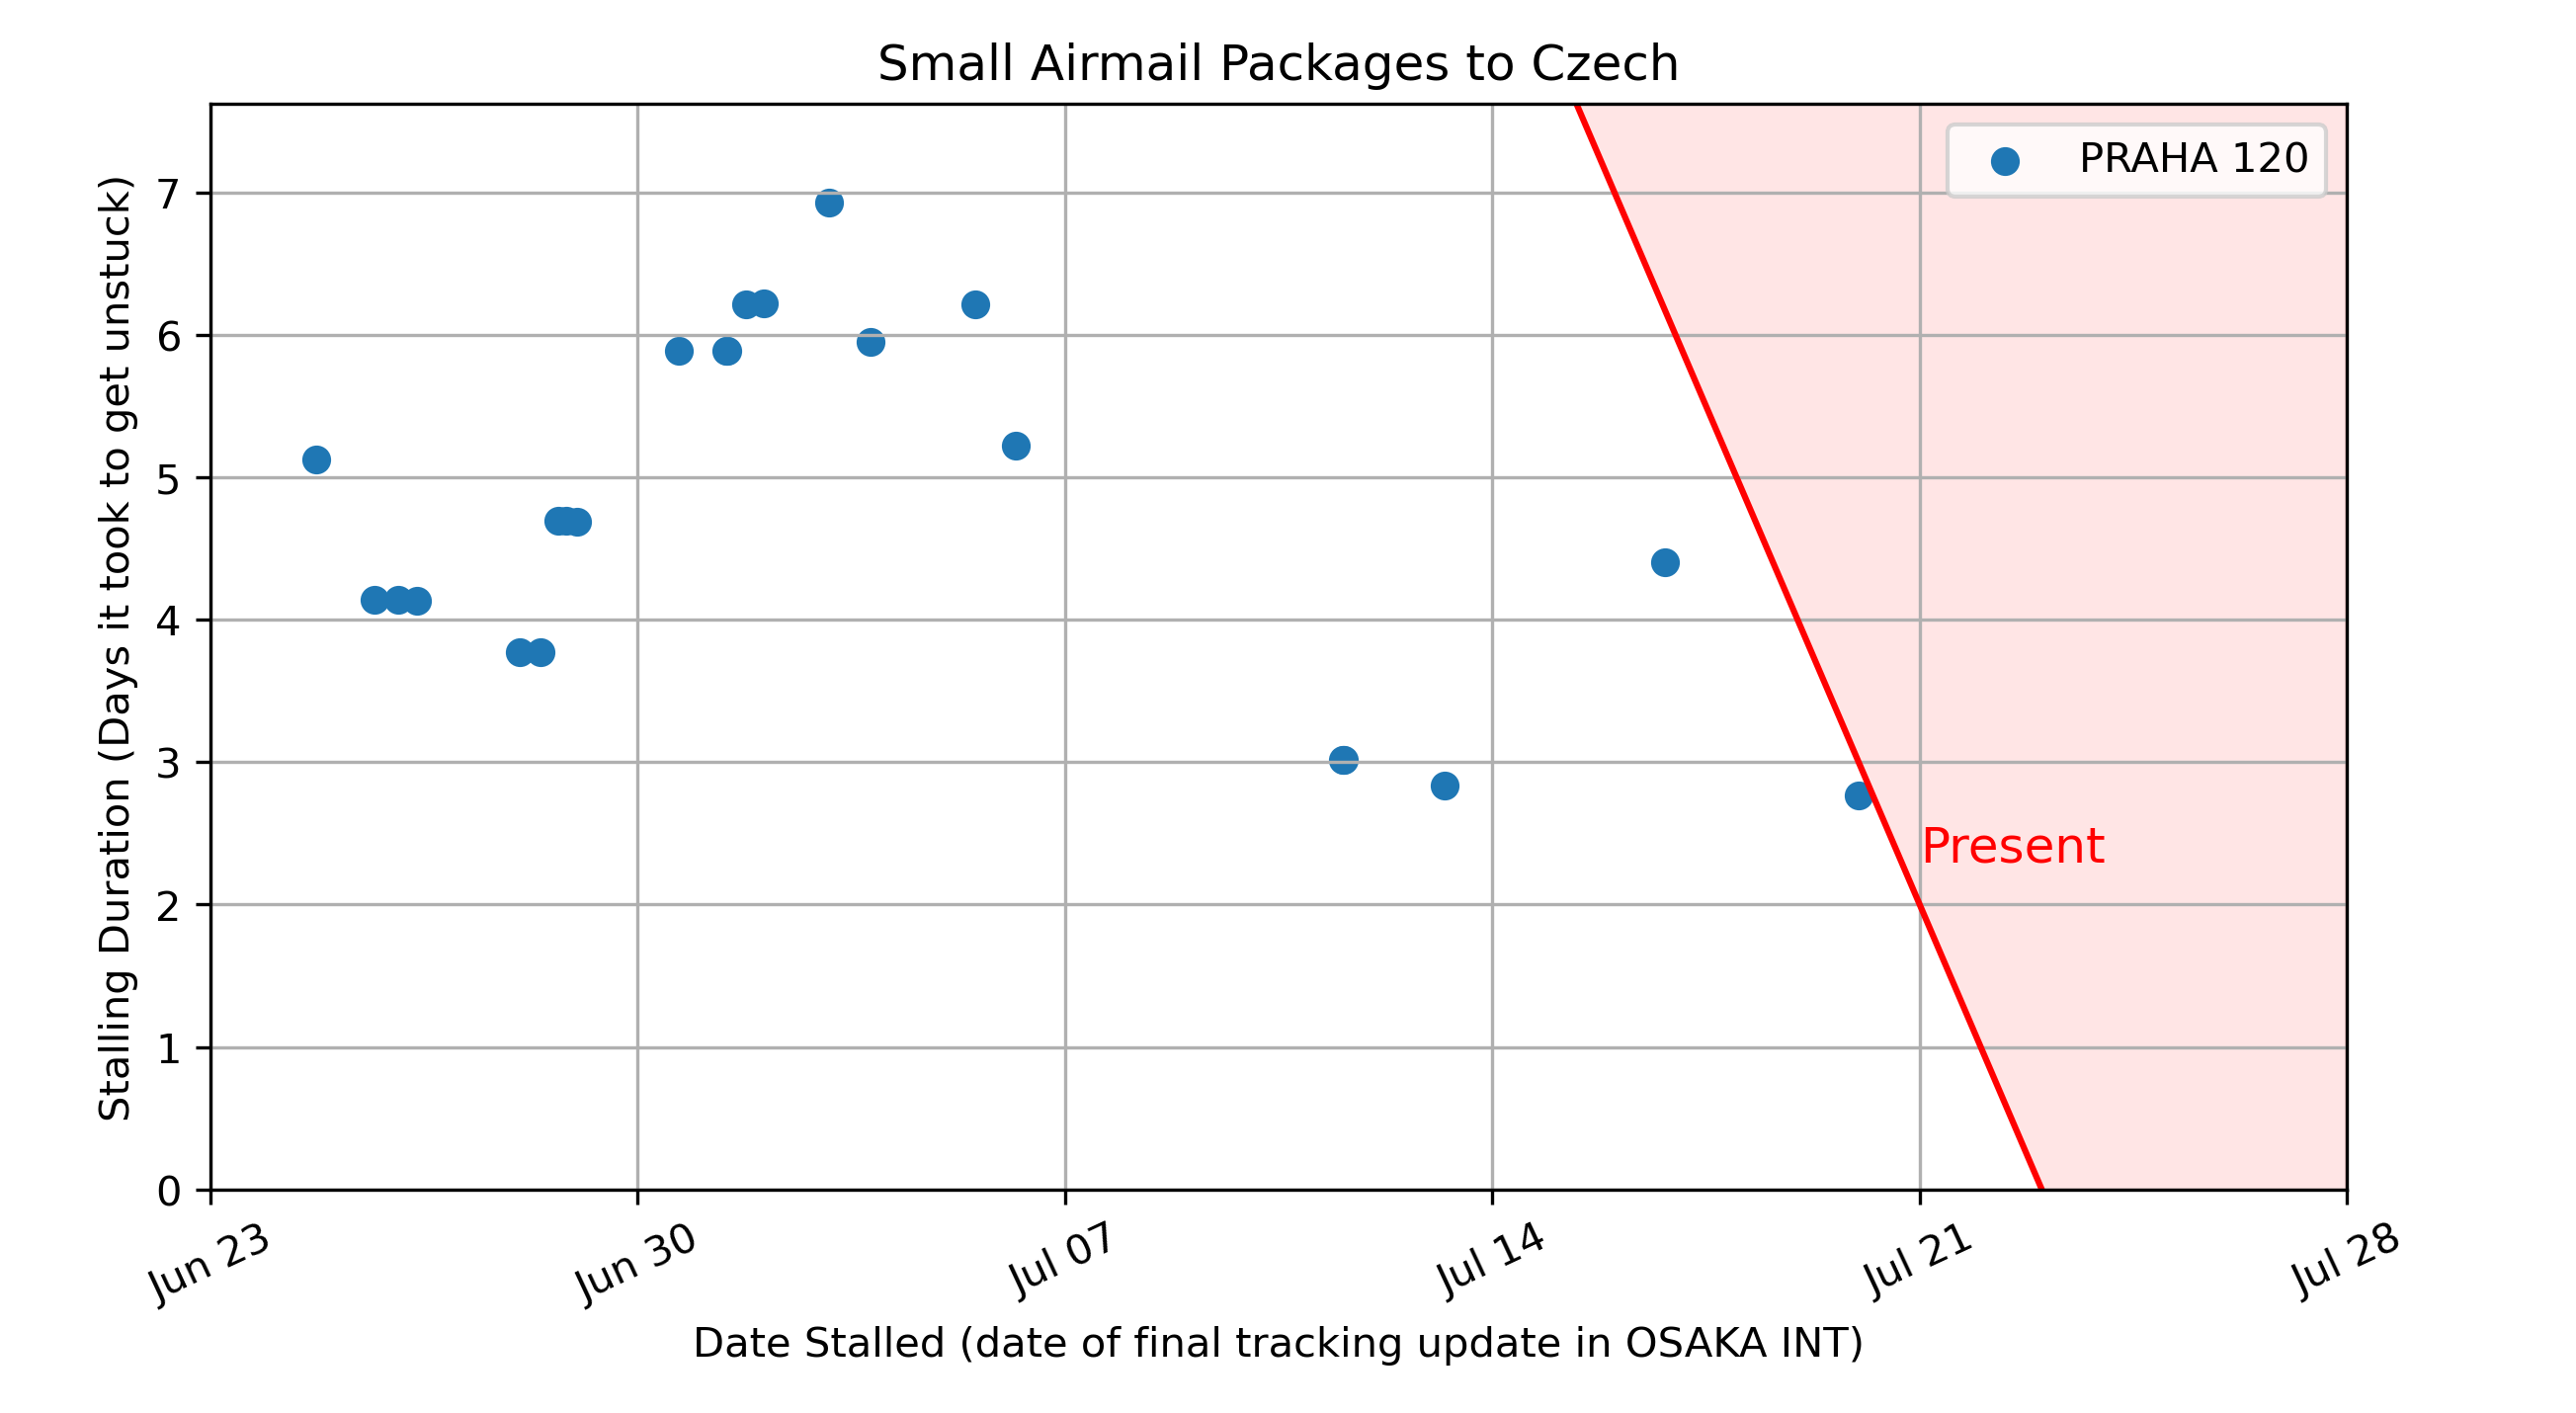 Small Airmail Packages to Czech
PRAHA 120
Stalling Duration (Days it took to get unstuck)
7
6
5
4
3
2
1
0
Present
Jun 23
Jun 30
Jul 07
Jul 14
Jul 21
Jul 28
Date Stalled (date of final tracking update in OSAKA INT)